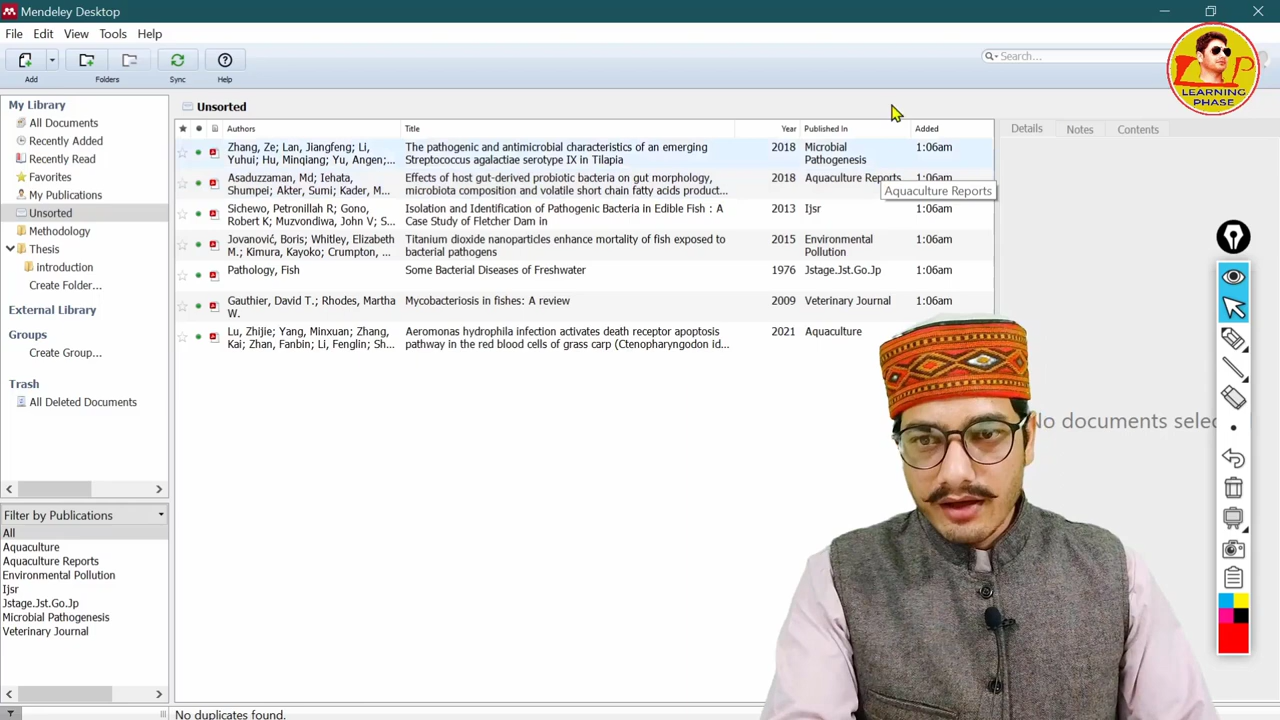 Mendeley Desktop
File Edit View Tools Help
Search...
Add Folders Sync Help
LEARNING
PHASE
My Library
All Documents
Recently Added
Recently Read
Favorites
My Publications
Unsorted
Methodology
Thesis
introduction
Create Folder...
External Library
Groups
Create Group...
Trash
All Deleted Documents
Filter by Publications
All
Aquaculture
Aquaculture Reports
Environmental Pollution
Ijsr
Jstage.Jst.Go.Jp
Microbial Pathogenesis
Veterinary Journal
Unsorted
Authors Title Year Published In Added
Zhang, Ze; Lan, Jiangfeng; Li, The pathogenic and antimicrobial characteristics of an emerging 2018 Microbial 1:06am
Yuhui; Hu, Minqiang; Yu, Angen;... Streptococcus agalactiae serotype IX in Tilapia Pathogenesis
Asaduzzaman, Md; Iehata, Effects of host gut-derived probiotic bacteria on gut morphology, 2018 Aquaculture Reports 1:06am
Shumpei; Akter, Sumi; Kader, M... microbiota composition and volatile short chain fatty acids product...
Aquaculture Reports
Sichewo, Petronillah R; Gono, Isolation and Identification of Pathogenic Bacteria in Edible Fish : A 2013 Ijsr 1:06am
Robert K; Muzvondiwa, John V; S... Case Study of Fletcher Dam in
Jovanović, Boris; Whitley, Elizabeth Titanium dioxide nanoparticles enhance mortality of fish exposed to 2015 Environmental 1:06am
M.; Kimura, Kayoko; Crumpton, ... bacterial pathogens Pollution
Pathology, Fish Some Bacterial Diseases of Freshwater 1976 Jstage.Jst.Go.Jp 1:06am
Gauthier, David T.; Rhodes, Martha Mycobacteriosis in fishes: A review 2009 Veterinary Journal 1:06am
W.
Lu, Zhijie; Yang, Minxuan; Zhang, Aeromonas hydrophila infection activates death receptor apoptosis 2021 Aquaculture 1:06am
Kai; Zhan, Fanbin; Li, Fenglin; Sh... pathway in the red blood cells of grass carp (Ctenopharyngodon id...
Details Notes Contents
No documents selec
No duplicates found.